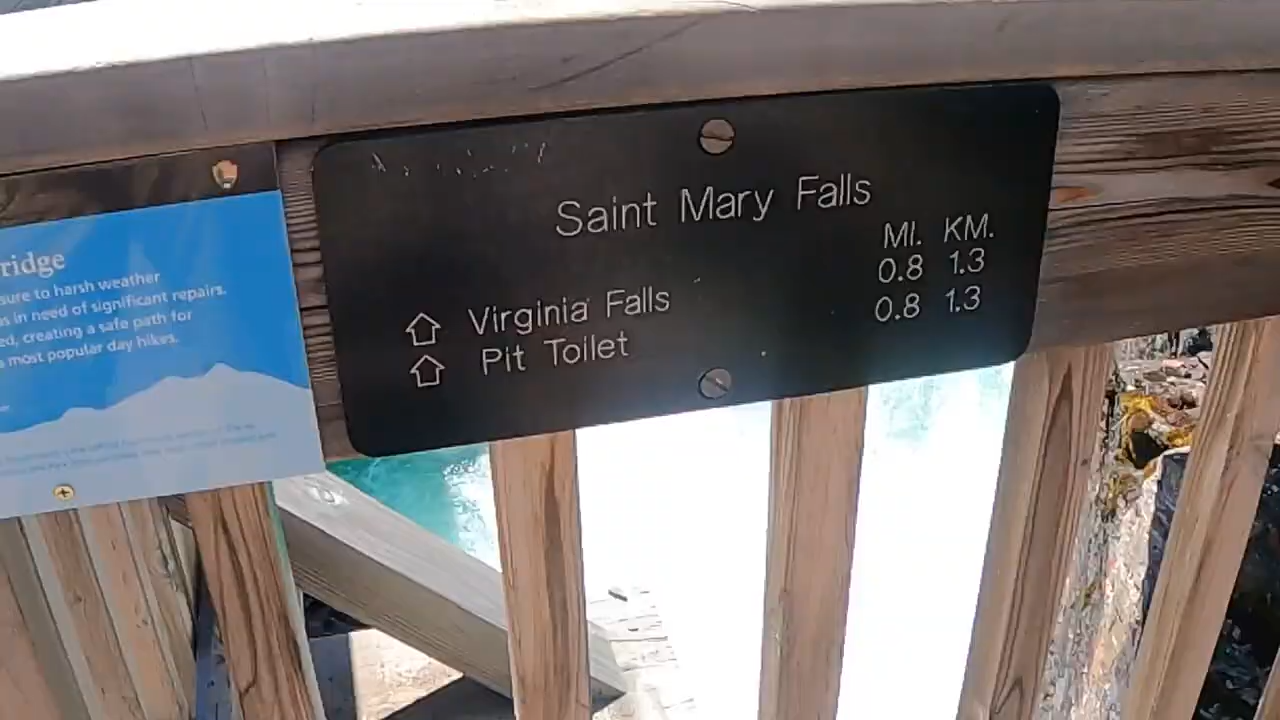 ridge
sure to harsh weather
s in need of significant repairs.
ed, creating a safe path for
most popular day hikes.
Saint Mary Falls
MI. KM.
Virginia Falls 0.8 1.3
Pit Toilet 0.8 1.3